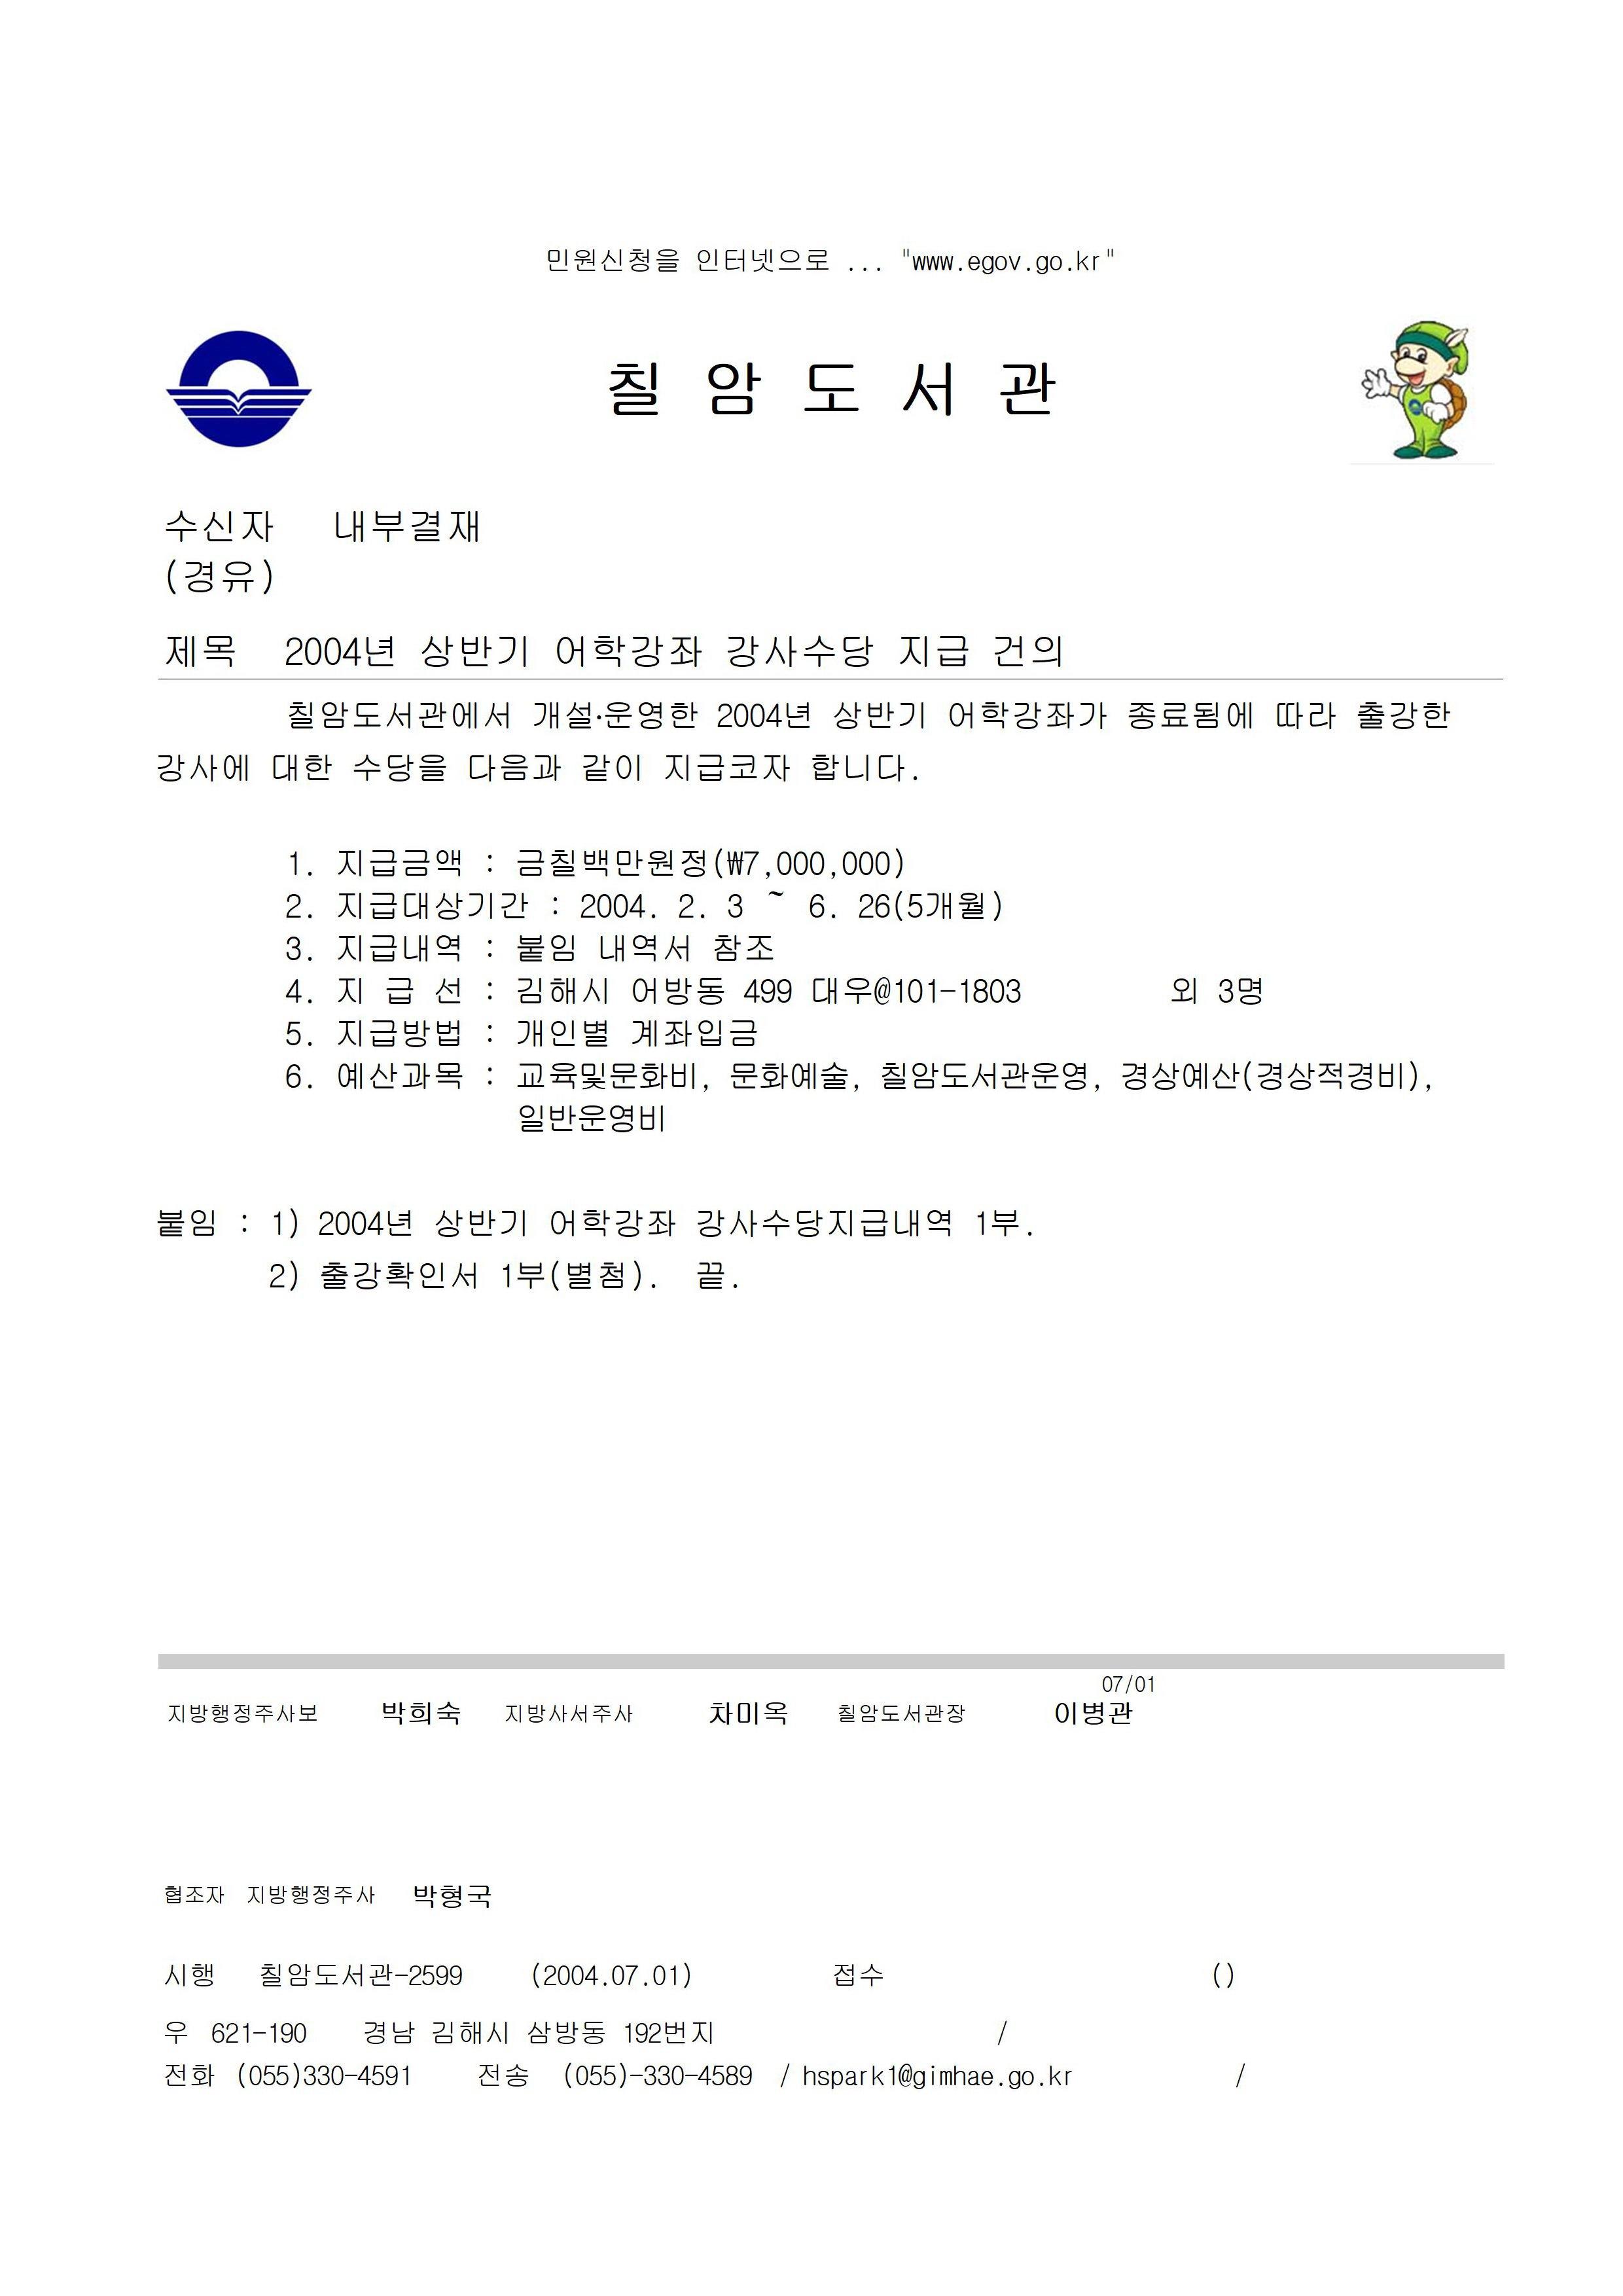 민원신청을 인터넷으로 ... "www.egov.go.kr"
칠 암 도 서 관
수신자 내부결재
(경유)
제목 2004년 상반기 어학강좌 강사수당 지급 건의
칠암도서관에서 개설·운영한 2004년 상반기 어학강좌가 종료됨에 따라 출강한
강사에 대한 수당을 다음과 같이 지급코자 합니다.
1. 지급금액 : 금칠백만원정(₩7,000,000)
2. 지급대상기간 : 2004. 2. 3 ~ 6. 26(5개월)
3. 지급내역 : 붙임 내역서 참조
4. 지 급 선 : 김해시 어방동 499 대우@101-1803 외 3명
5. 지급방법 : 개인별 계좌입금
6. 예산과목 : 교육및문화비, 문화예술, 칠암도서관운영, 경상예산(경상적경비),
일반운영비
붙임 : 1) 2004년 상반기 어학강좌 강사수당지급내역 1부.
2) 출강확인서 1부(별첨). 끝.
07/01
지방행정주사보 박희숙 지방사서주사 차미옥 칠암도서관장 이병관
협조자 지방행정주사 박형국
시행 칠암도서관-2599 (2004.07.01) 접수 ()
우 621-190 경남 김해시 삼방동 192번지 /
전화 (055)330-4591 전송 (055)-330-4589 / hspark1@gimhae.go.kr /